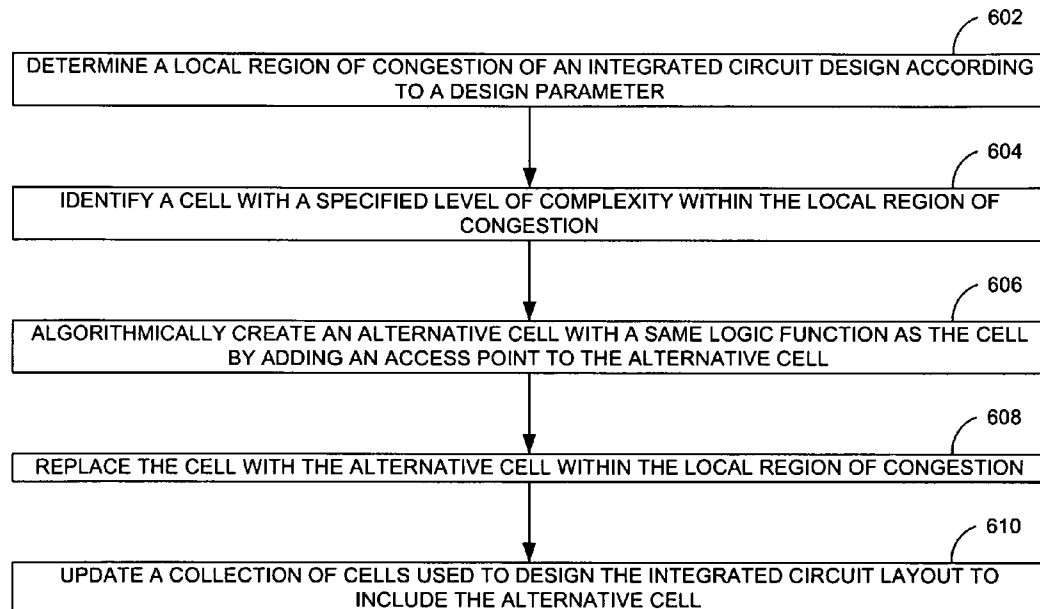 602
DETERMINE A LOCAL REGION OF CONGESTION OF AN INTEGRATED CIRCUIT DESIGN ACCORDING
TO A DESIGN PARAMETER
604
IDENTIFY A CELL WITH A SPECIFIED LEVEL OF COMPLEXITY WITHIN THE LOCAL REGION OF
CONGESTION
606
ALGORITHMICALLY CREATE AN ALTERNATIVE CELL WITH A SAME LOGIC FUNCTION AS THE CELL
BY ADDING AN ACCESS POINT TO THE ALTERNATIVE CELL
608
REPLACE THE CELL WITH THE ALTERNATIVE CELL WITHIN THE LOCAL REGION OF CONGESTION
610
UPDATE A COLLECTION OF CELLS USED TO DESIGN THE INTEGRATED CIRCUIT LAYOUT TO
INCLUDE THE ALTERNATIVE CELL